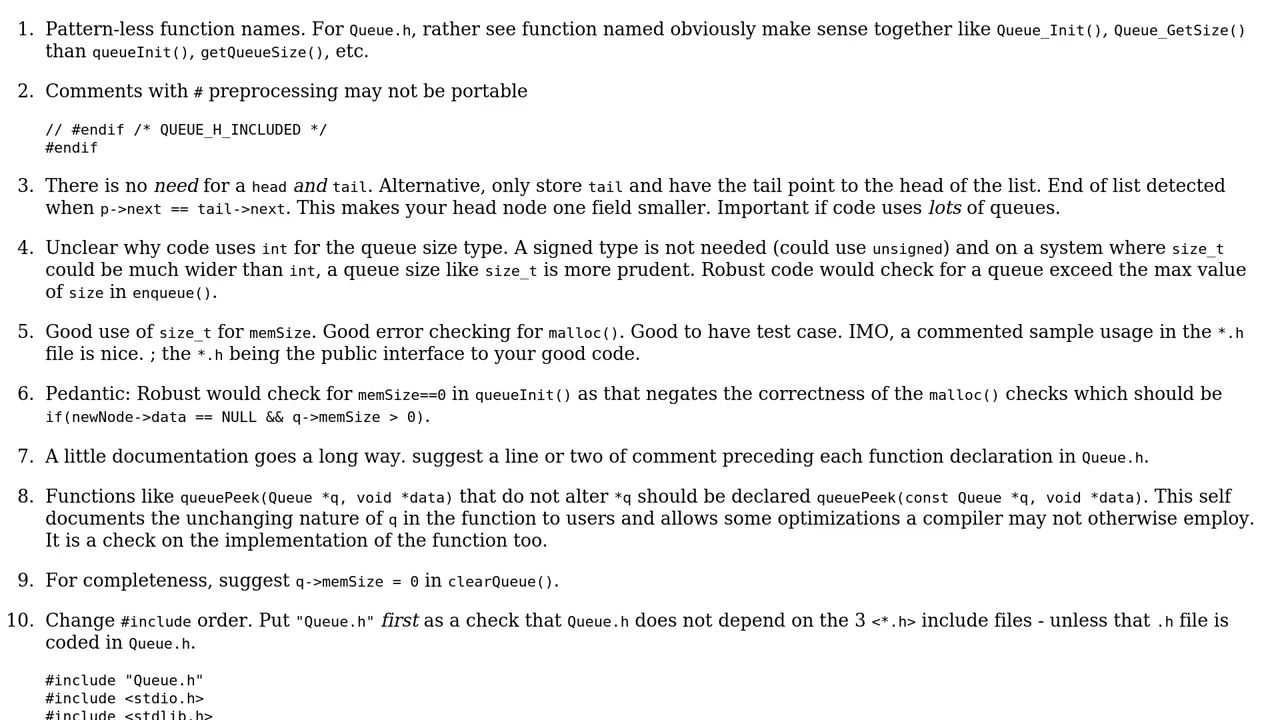 1. Pattern-less function names. For Queue.h, rather see function named obviously make sense together like Queue_Init(), Queue_GetSize()
than queueInit(), getQueueSize(), etc.
2. Comments with # preprocessing may not be portable
// #endif /* QUEUE_H_INCLUDED */
#endif
3. There is no need for a head and tail. Alternative, only store tail and have the tail point to the head of the list. End of list detected
when p->next == tail->next. This makes your head node one field smaller. Important if code uses lots of queues.
4. Unclear why code uses int for the queue size type. A signed type is not needed (could use unsigned) and on a system where size_t
could be much wider than int, a queue size like size_t is more prudent. Robust code would check for a queue exceed the max value
of size in enqueue().
5. Good use of size_t for memSize. Good error checking for malloc(). Good to have test case. IMO, a commented sample usage in the *.h
file is nice. ; the *.h being the public interface to your good code.
6. Pedantic: Robust would check for memSize==0 in queueInit() as that negates the correctness of the malloc() checks which should be
if(newNode->data == NULL && q->memSize > 0).
7. A little documentation goes a long way. suggest a line or two of comment preceding each function declaration in Queue.h.
8. Functions like queuePeek(Queue *q, void *data) that do not alter *q should be declared queuePeek(const Queue *q, void *data). This self
documents the unchanging nature of q in the function to users and allows some optimizations a compiler may not otherwise employ.
It is a check on the implementation of the function too.
9. For completeness, suggest q->memSize = 0 in clearQueue().
10. Change #include order. Put "Queue.h" first as a check that Queue.h does not depend on the 3 <*.h> include files - unless that .h file is
coded in Queue.h.
#include "Queue.h"
#include <stdio.h>
#include <stdlib.h>